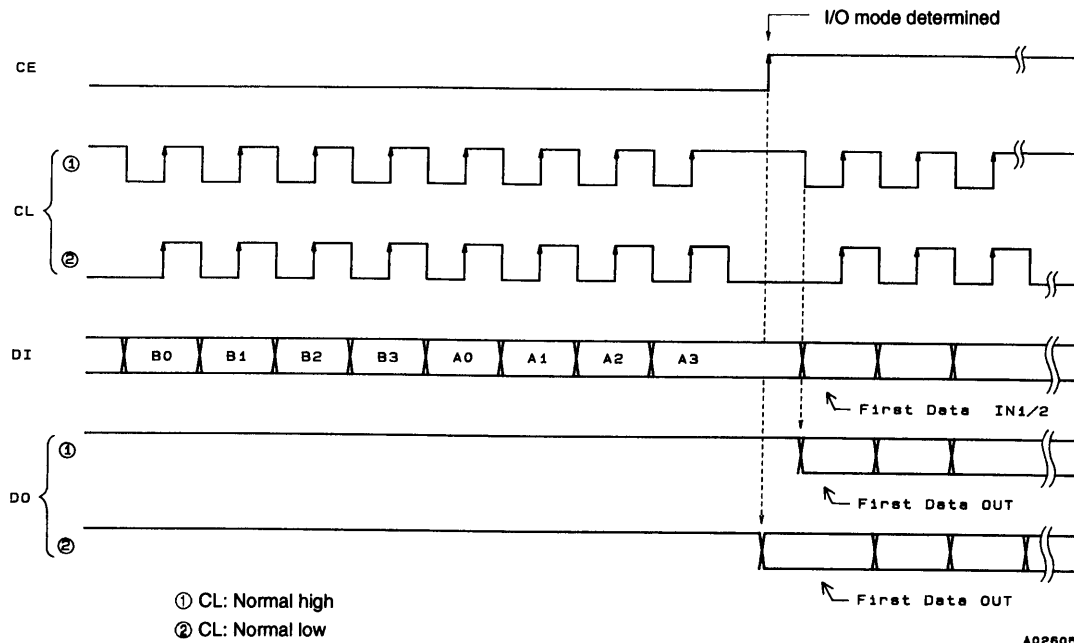 I/O mode determined
CE
CL
①
②
DI
B0 B1 B2 B3 A0 A1 A2 A3
First Data IN1/2
DO
①
First Data OUT
②
First Data OUT
① CL: Normal high
② CL: Normal low
A02605